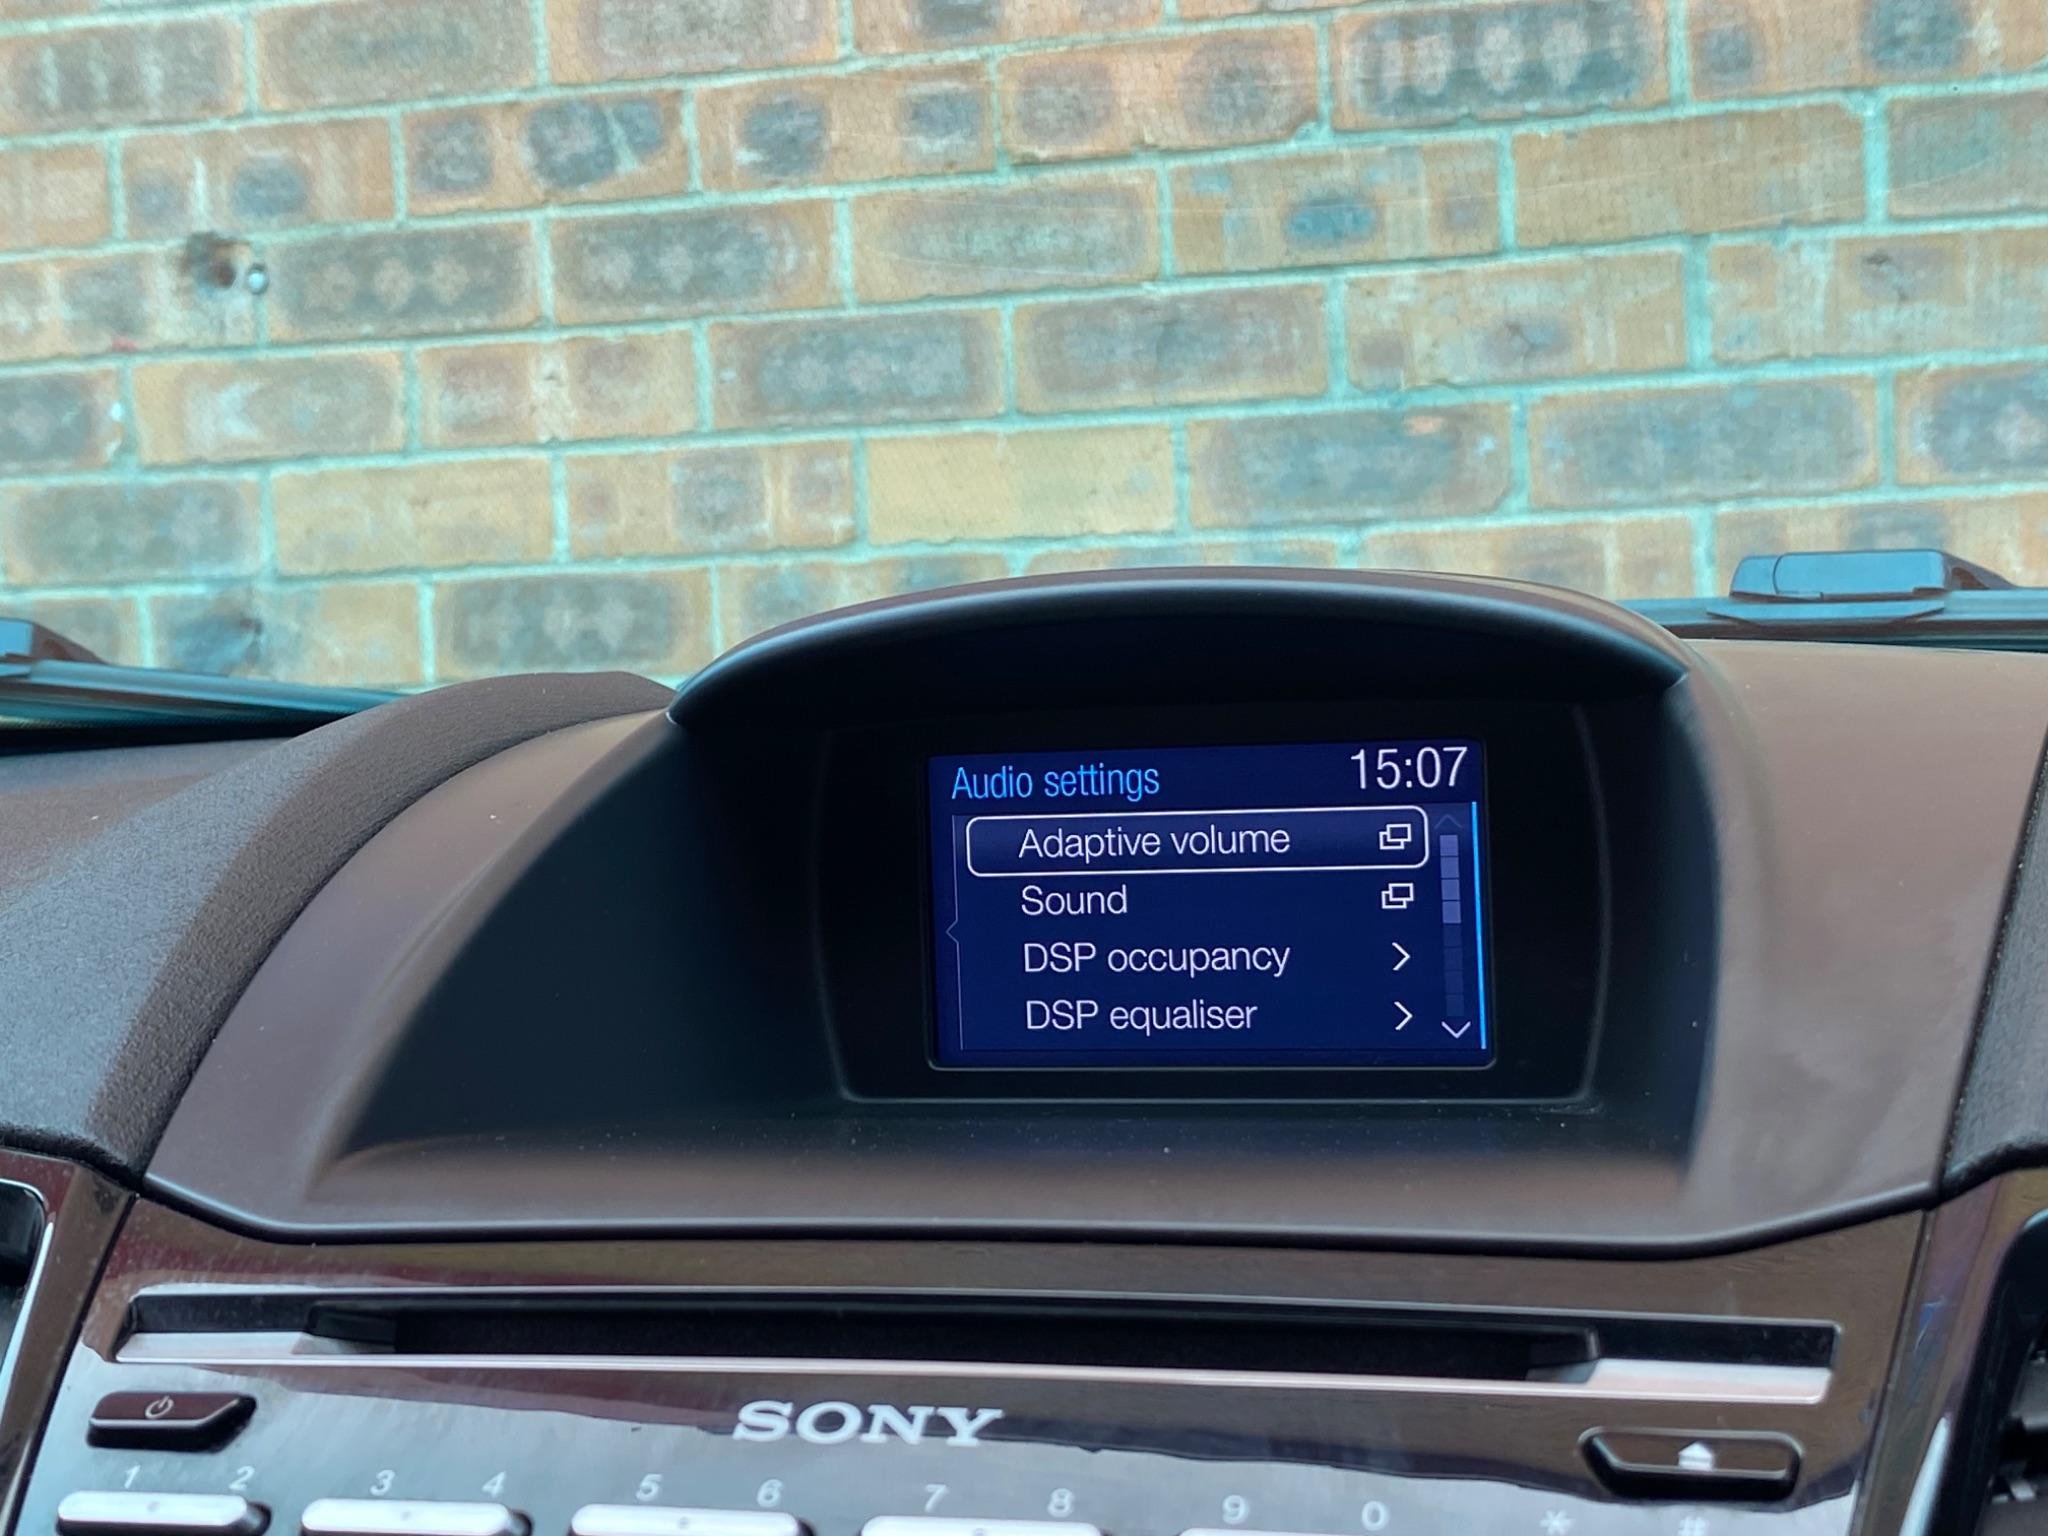 Audio settings 15:07
Adaptive volume
Sound
DSP occupancy
DSP equaliser
SONY
1 2 3 4 5 6 7 8 9 0 * #